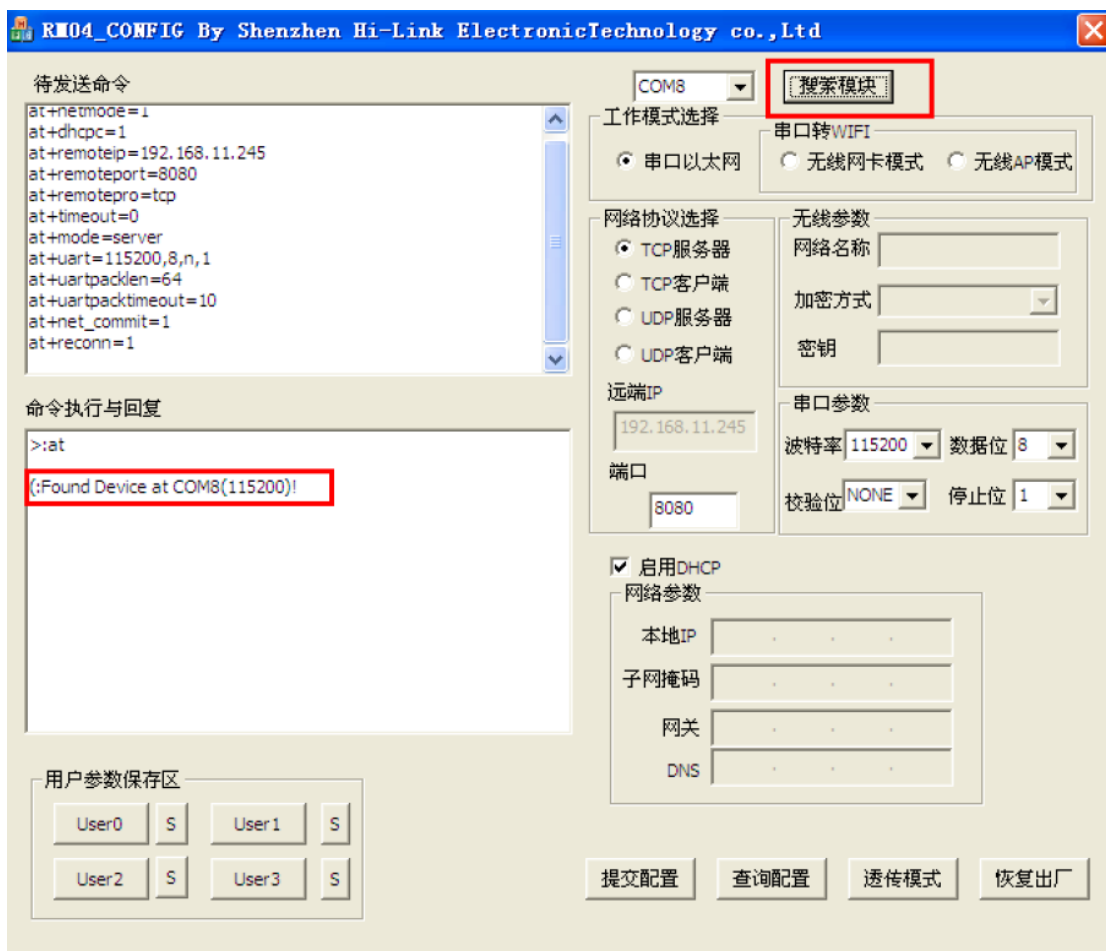 RM04_CONFIG By Shenzhen Hi-Link ElectronicTechnology co.,Ltd
待发送命令
at+netmode=1
at+dhcpc=1
at+remoteip=192.168.11.245
at+remoteport=8080
at+remotepro=tcp
at+timeout=0
at+mode=server
at+uart=115200,8,n,1
at+uartpacklen=64
at+uartpacktimeout=10
at+net_commit=1
at+reconn=1
命令执行与回复
>:at
(:Found Device at COM8(115200)!
用户参数保存区
User0 S User1 S
User2 S User3 S
COM8 搜索模块
工作模式选择
串口以太网
串口转WIFI
无线网卡模式 无线AP模式
网络协议选择
TCP服务器
TCP客户端
UDP服务器
UDP客户端
远端IP
192.168.11.245
端口
8080
无线参数
网络名称
加密方式
密钥
串口参数
波特率 115200 数据位 8
校验位 NONE 停止位 1
启用DHCP
网络参数
本地IP
子网掩码
网关
DNS
提交配置 查询配置 透传模式 恢复出厂